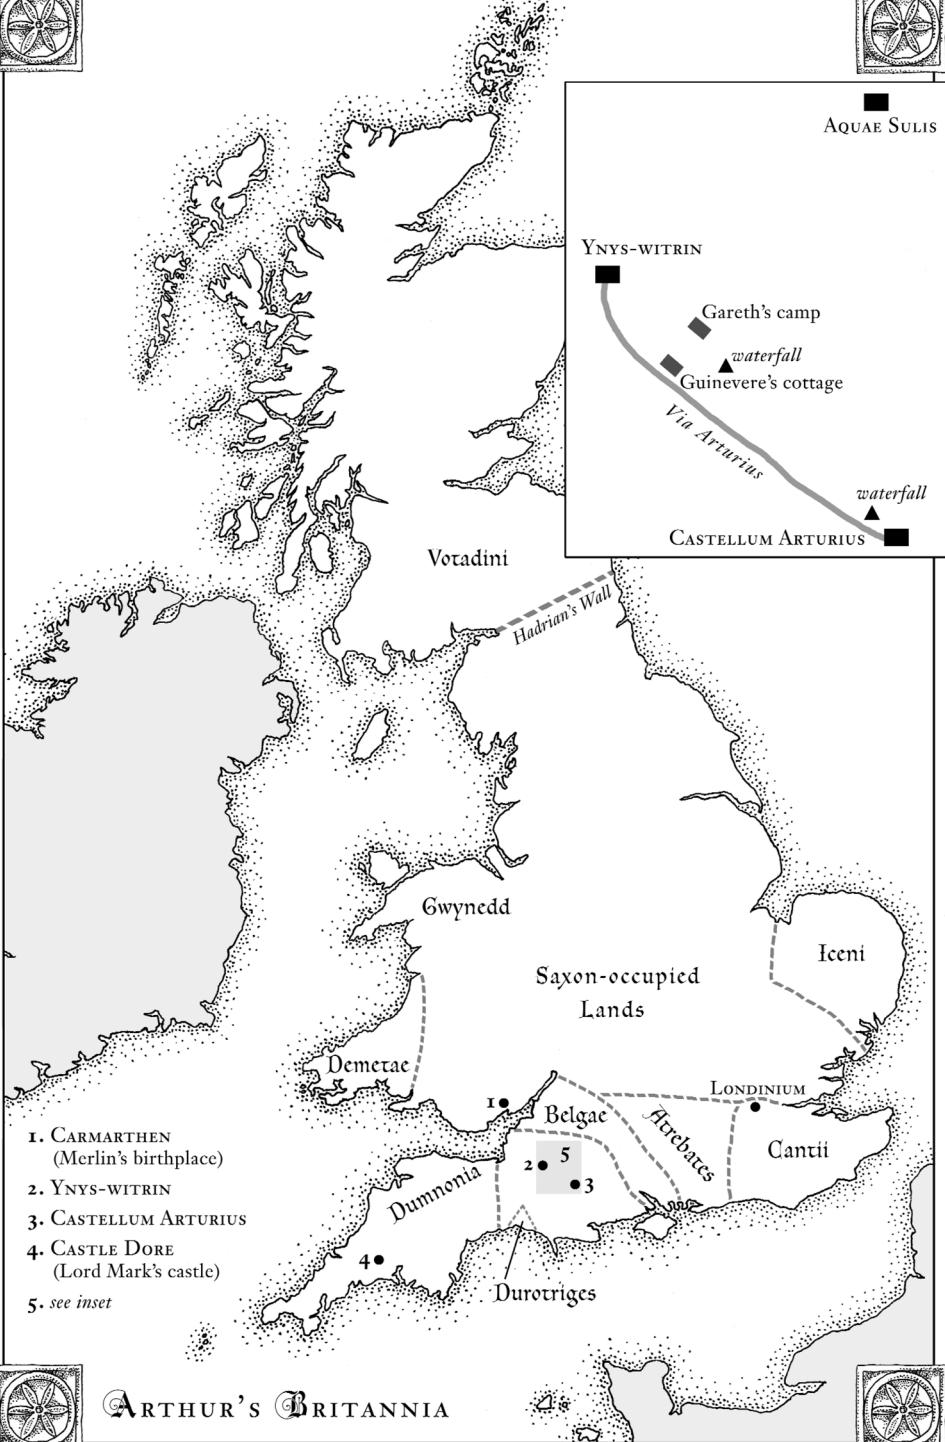 AQUAE SULIS
YNYS-WITRIN
Gareth's camp
waterfall
Guinevere's cottage
Via Arturius
waterfall
CASTELLUM ARTURIUS
Votadini
Hadrian's Wall
Gwynedd
Iceni
Saxon-occupied
Lands
Demetae
LONDINIUM
1
Belgae
Atrebates
Cantii
5
2
3
Dumnonia
4
Durotriges
1. CARMARTHEN
(Merlin's birthplace)
2. YNYS-WITRIN
3. CASTELLUM ARTURIUS
4. CASTLE DORE
(Lord Mark's castle)
5. see inset
ARTHUR'S BRITANNIA